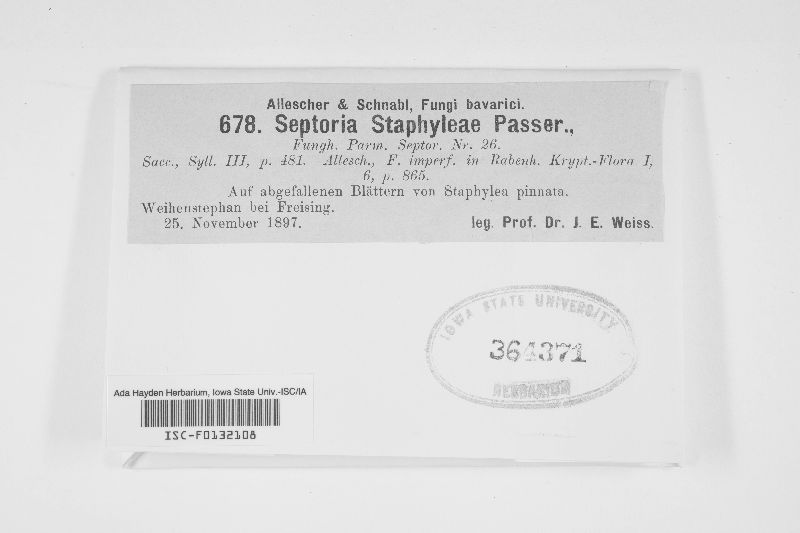 Allescher & Schnabl, Fungi bavarici.
678. Septoria Staphyleae Passer.,
Fungh. Parm. Septor. Nr. 26.
Sacc., Syll. III, p. 481. Allesch., F. imperf. in Rabenh. Krypt.-Flora I,
6, p. 865.
Auf abgefallenen Blättern von Staphylea pinnata.
Weihenstephan bei Freising.
25. November 1897. leg. Prof. Dr. J. E. Weiss.
IOWA STATE UNIVERSITY
364371
HERBARIUM
Ada Hayden Herbarium, Iowa State Univ.-ISC/IA
ISC-F0132108